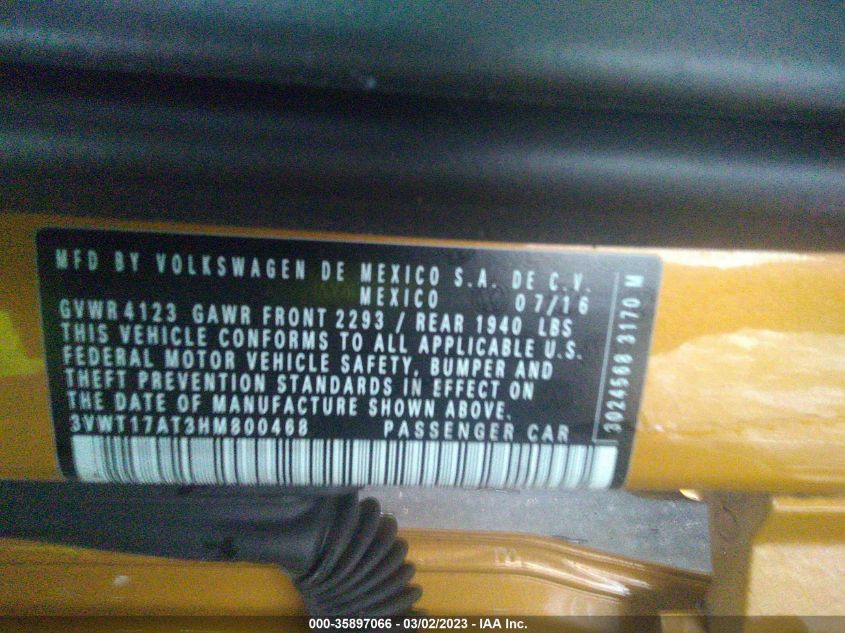 MFD BY VOLKSWAGEN DE MEXICO S.A. DE C.V.
MEXICO 07/16
GVWR 4123 GAWR FRONT 2293 / REAR 1940 LBS
THIS VEHICLE CONFORMS TO ALL APPLICABLE U.S.
FEDERAL MOTOR VEHICLE SAFETY, BUMPER AND
THEFT PREVENTION STANDARDS IN EFFECT ON
THE DATE OF MANUFACTURE SHOWN ABOVE.
3VWT17AT3HM800468 PASSENGER CAR
3024568 3170 M
000-35897066 - 03/02/2023 - IAA Inc.